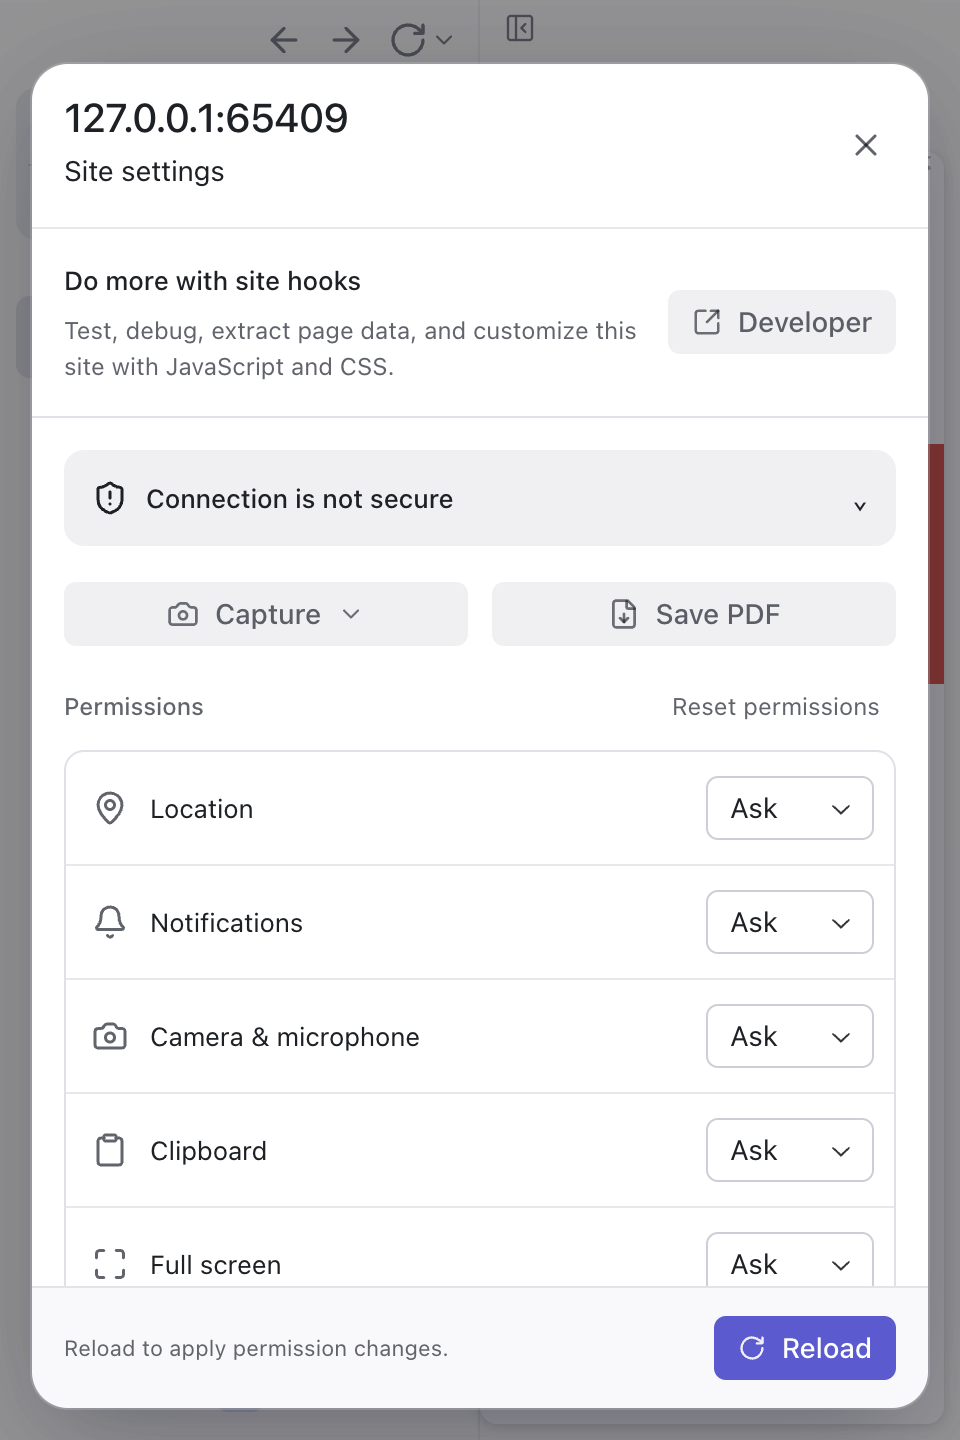 127.0.0.1:65409
Site settings
Do more with site hooks
Test, debug, extract page data, and customize this
site with JavaScript and CSS.
Developer
Connection is not secure
Capture
Save PDF
Permissions
Reset permissions
Location
Ask
Notifications
Ask
Camera & microphone
Ask
Clipboard
Ask
Full screen
Ask
Reload to apply permission changes.
Reload